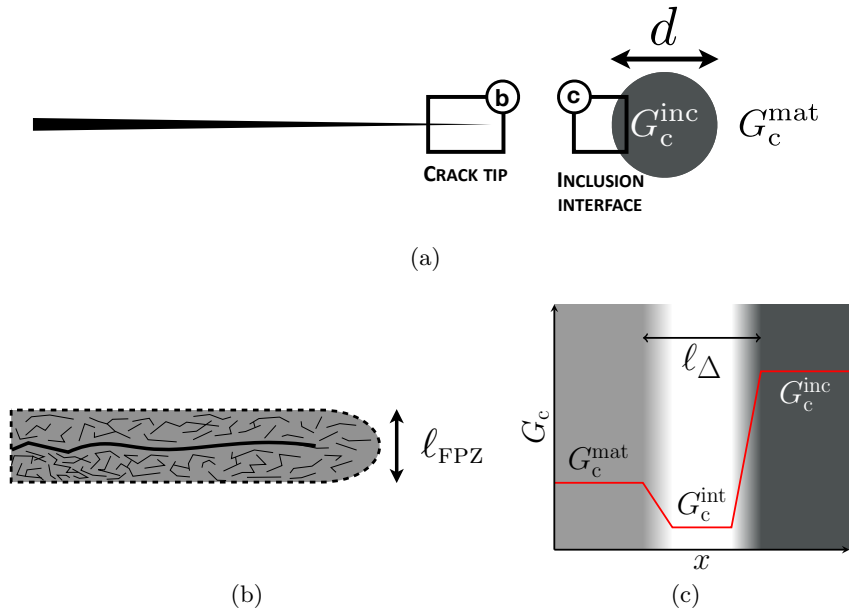 d
b
c
G_c^inc
G_c^mat
CRACK TIP
INCLUSION
INTERFACE
(a)
ℓ_FPZ
(b)
ℓ_Δ
G_c^inc
G_c
G_c^mat
G_c^int
x
(c)